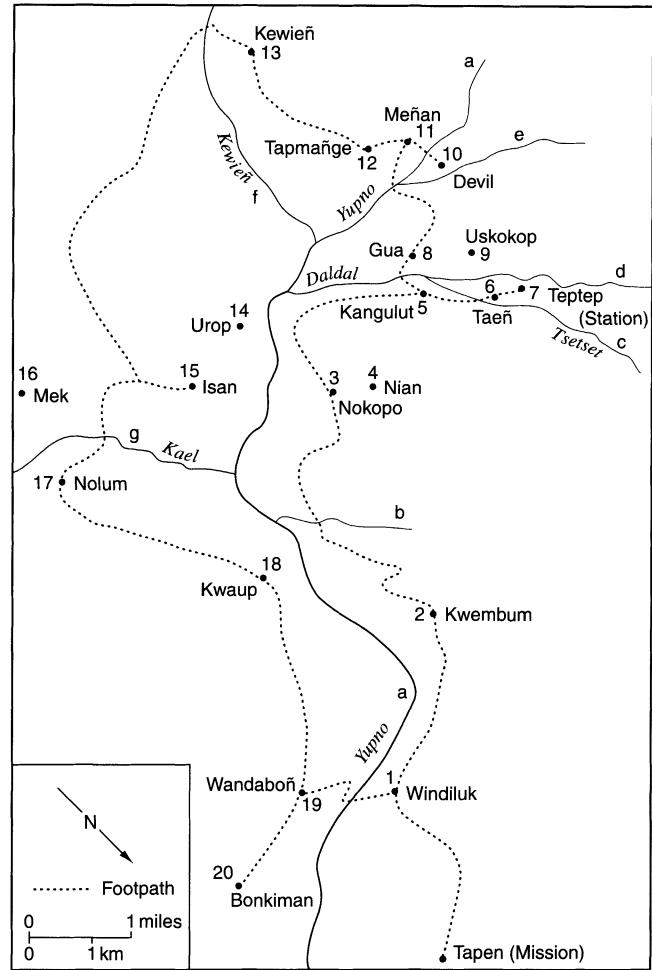 Kewieñ
13
a
Meñan
11
e
Tapmañge
12
10
Devil
Kewieñ
f
Yupno
Uskokop
Gua 8
9
Daldal
d
6 7
Teptep
(Station)
Kangulut
5
Taeñ
Tsetset
c
14
Urop
16
Mek
15
Isan
3
4
Nian
Nokopo
g
Kael
17
Nolum
b
18
Kwaup
2
Kwembum
a
Yupno
Wandaboñ
19
1
Windiluk
20
Bonkiman
N
Footpath
0 1 miles
0 1 km
Tapen (Mission)